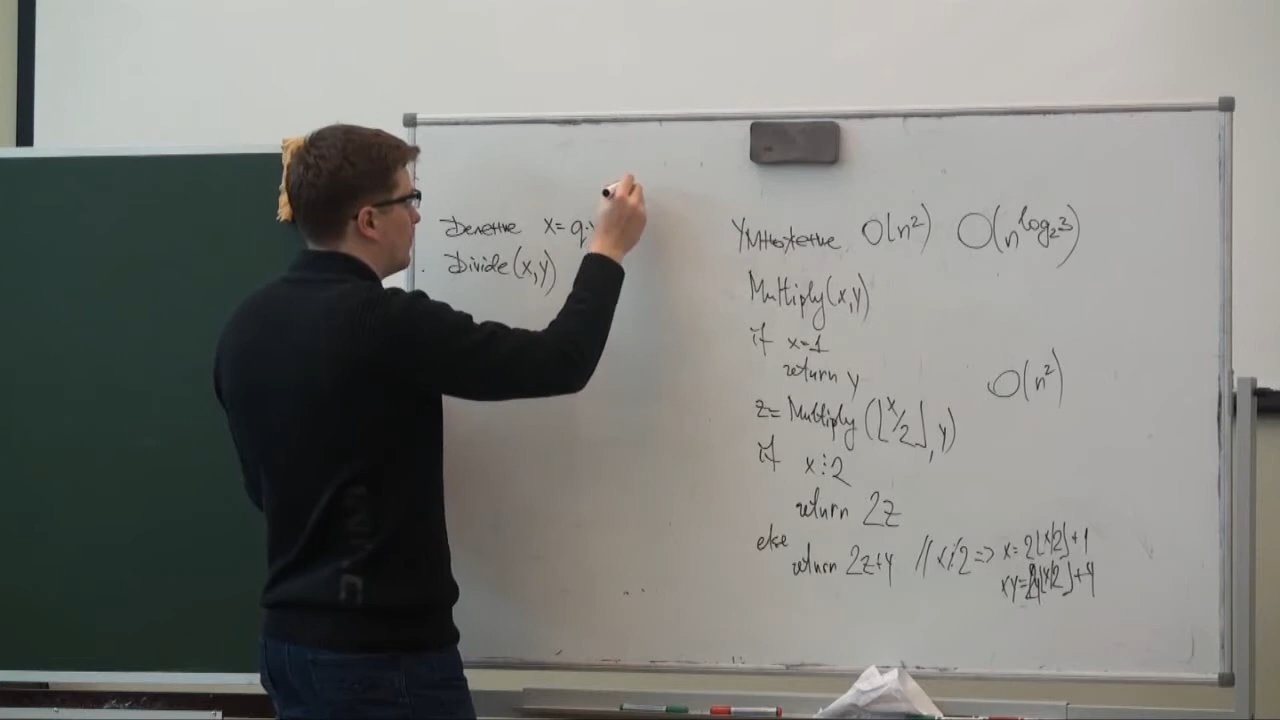 Деление x=q·y
Divide(x,y)
Умножение O(n²) O(n^log₂3)
Multiply(x,y)
if x=1
return y
O(n²)
z=Multiply(⌊x/2⌋,y)
if x⋮2
return 2z
else
return 2z+y // x⋮̸2 => x=2⌊x/2⌋+1
xy=2y⌊x/2⌋+y